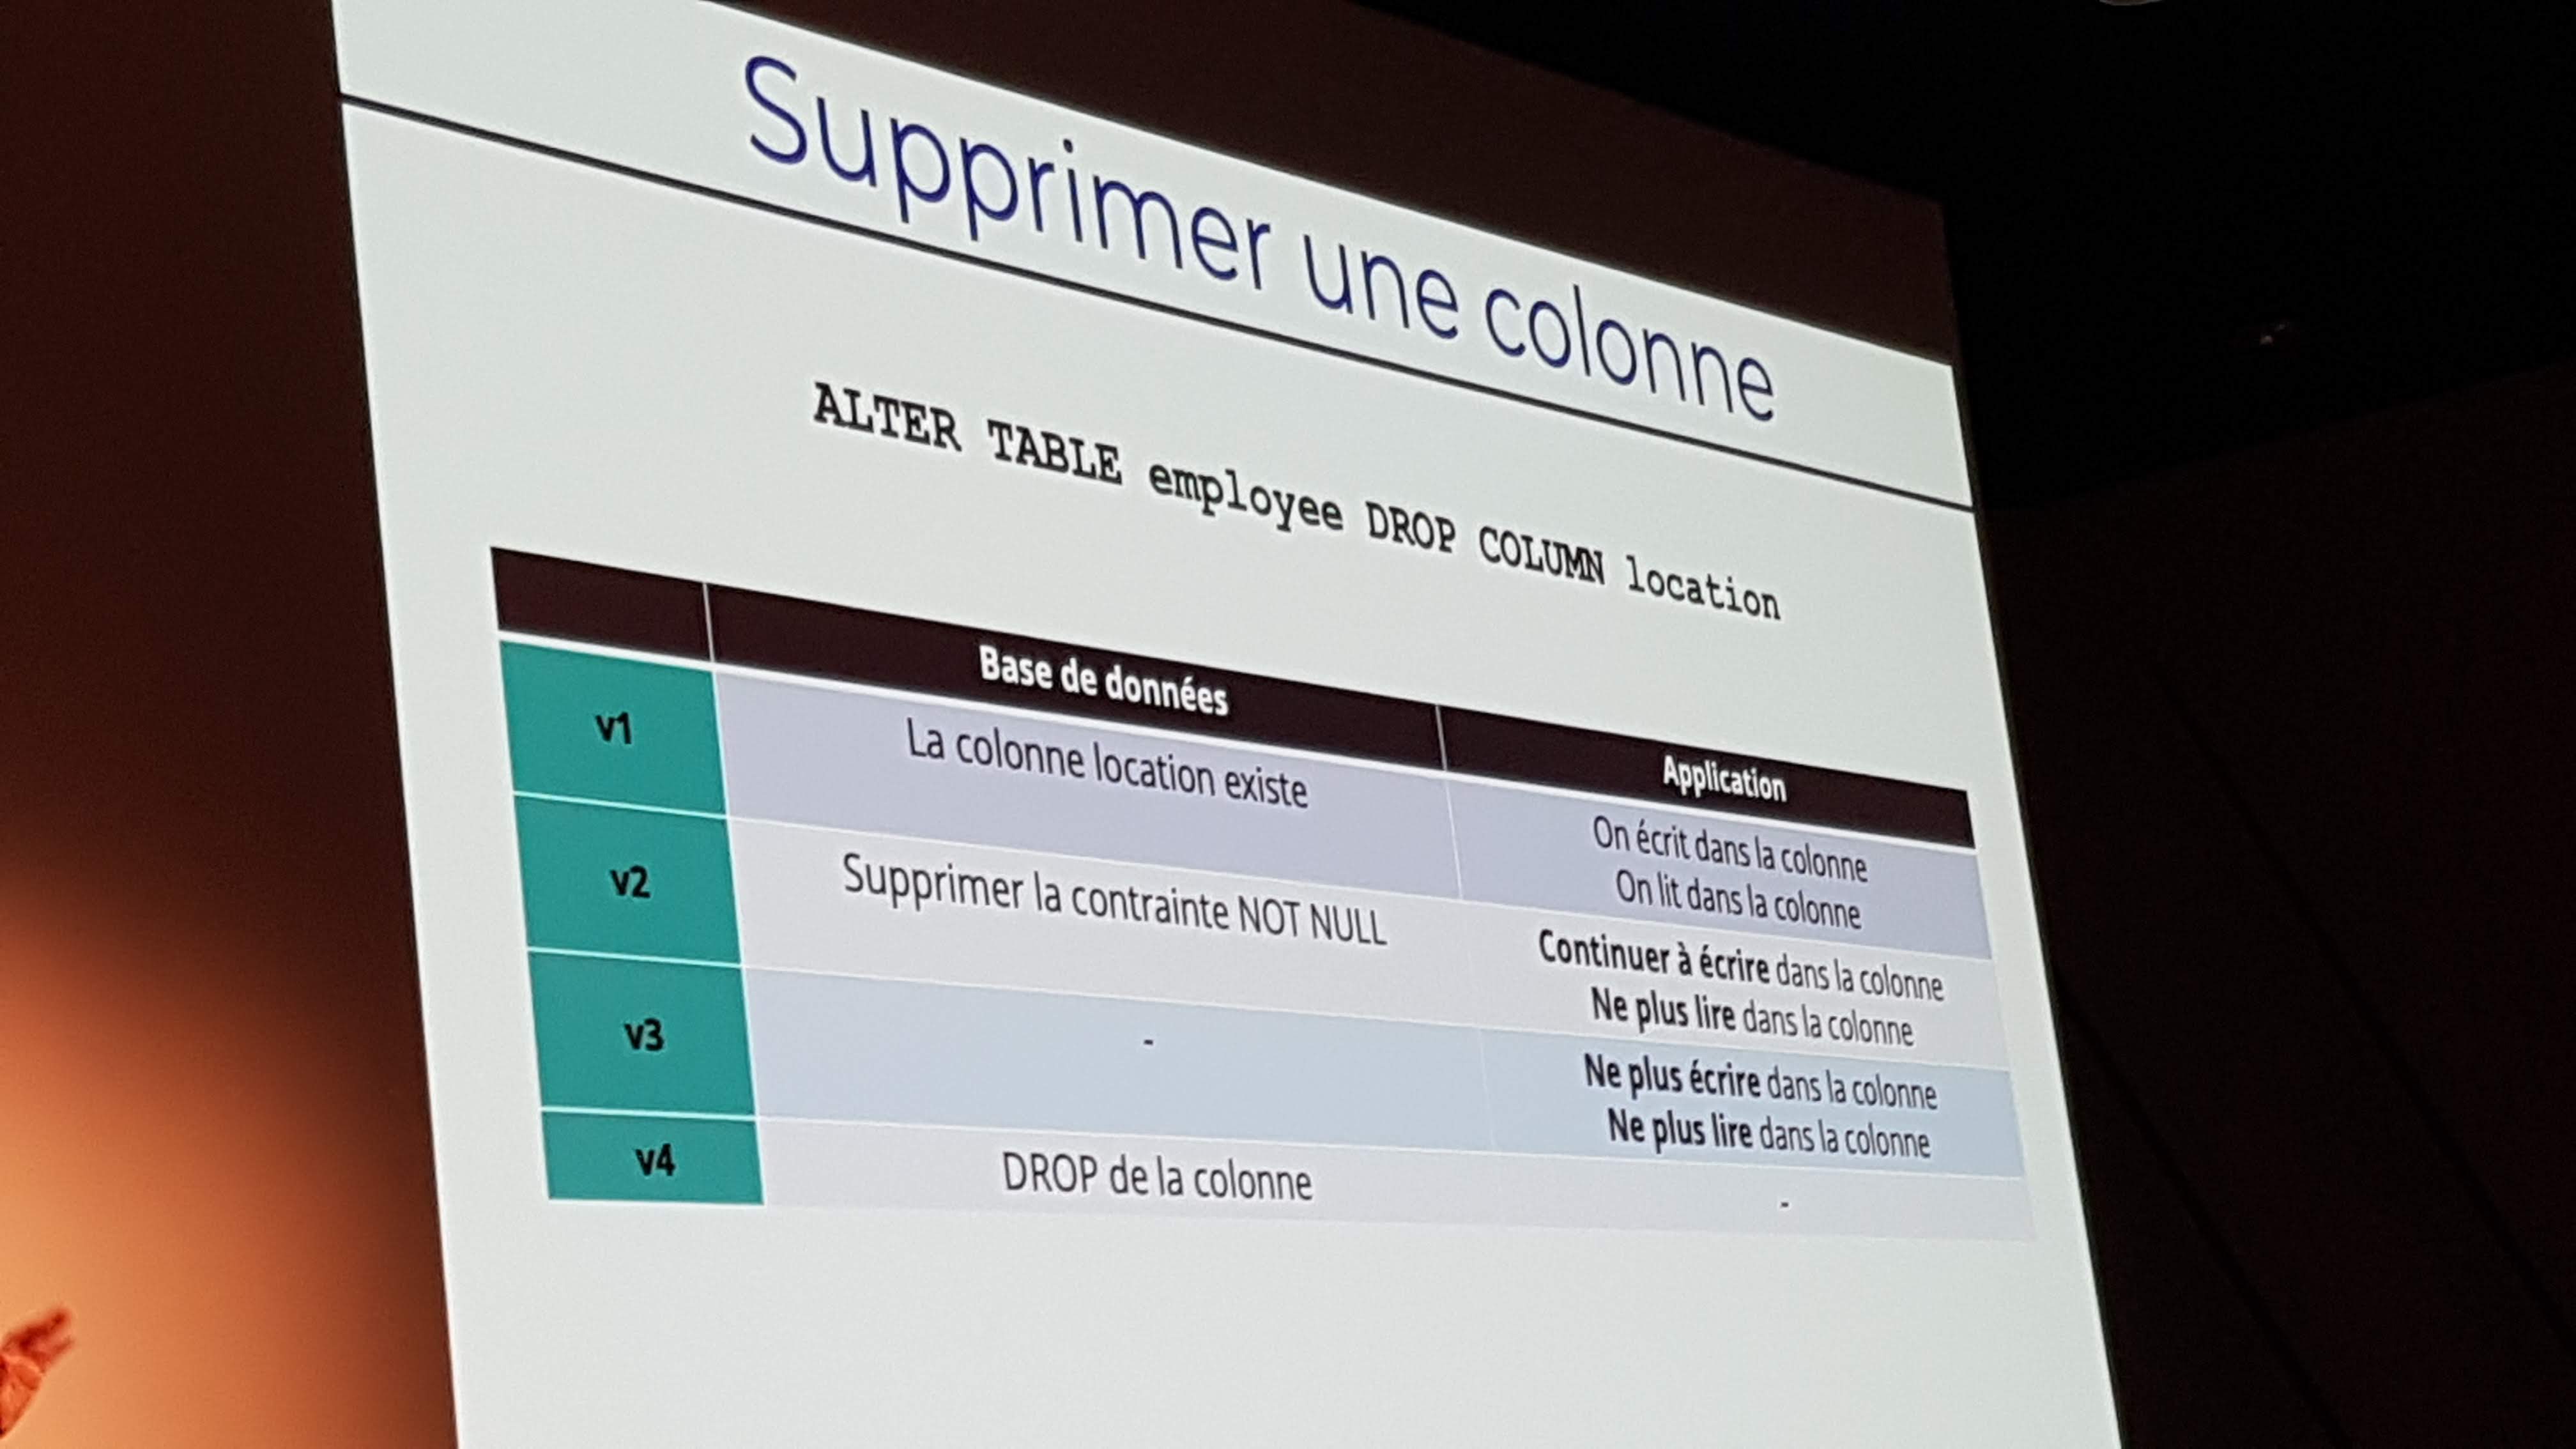 Supprimer une colonne
ALTER TABLE employee DROP COLUMN location
Base de données
Application
v1
La colonne location existe
On écrit dans la colonne
On lit dans la colonne
v2
Supprimer la contrainte NOT NULL
Continuer à écrire dans la colonne
Ne plus lire dans la colonne
v3
-
Ne plus écrire dans la colonne
Ne plus lire dans la colonne
v4
DROP de la colonne
-